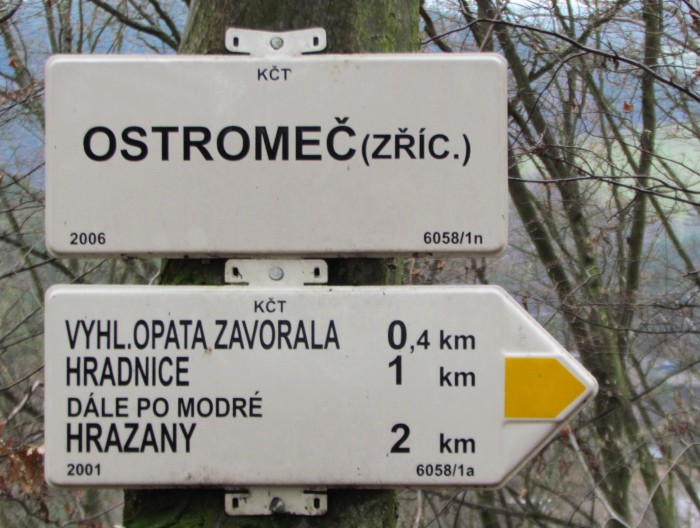 KČT
OSTROMEČ(ZŘÍC.)
2006 6058/1n
KČT
VYHL.OPATA ZAVORALA 0,4 km
HRADNICE 1 km
DÁLE PO MODRÉ
HRAZANY 2 km
2001 6058/1a